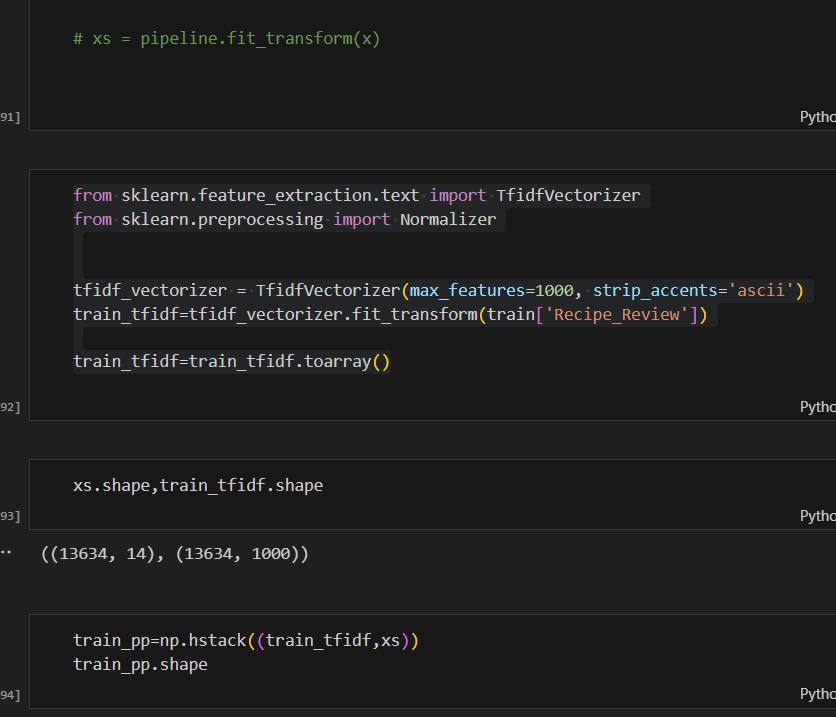 # xs = pipeline.fit_transform(x)
91]
Pytho
from sklearn.feature_extraction.text import TfidfVectorizer
from sklearn.preprocessing import Normalizer
tfidf_vectorizer = TfidfVectorizer(max_features=1000, strip_accents='ascii')
train_tfidf=tfidf_vectorizer.fit_transform(train['Recipe_Review'])
train_tfidf=train_tfidf.toarray()
92]
Pytho
xs.shape,train_tfidf.shape
93]
Pytho
((13634, 14), (13634, 1000))
train_pp=np.hstack((train_tfidf,xs))
train_pp.shape
94]
Pytho